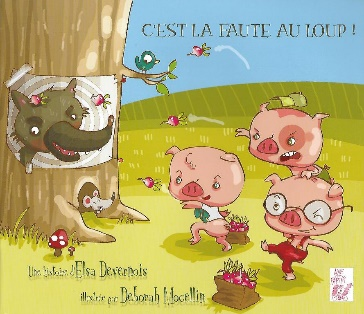 C'EST LA FAUTE AU LOUP !
Une histoire d'Elsa Devernois
illustrée par Deborah Mocellin